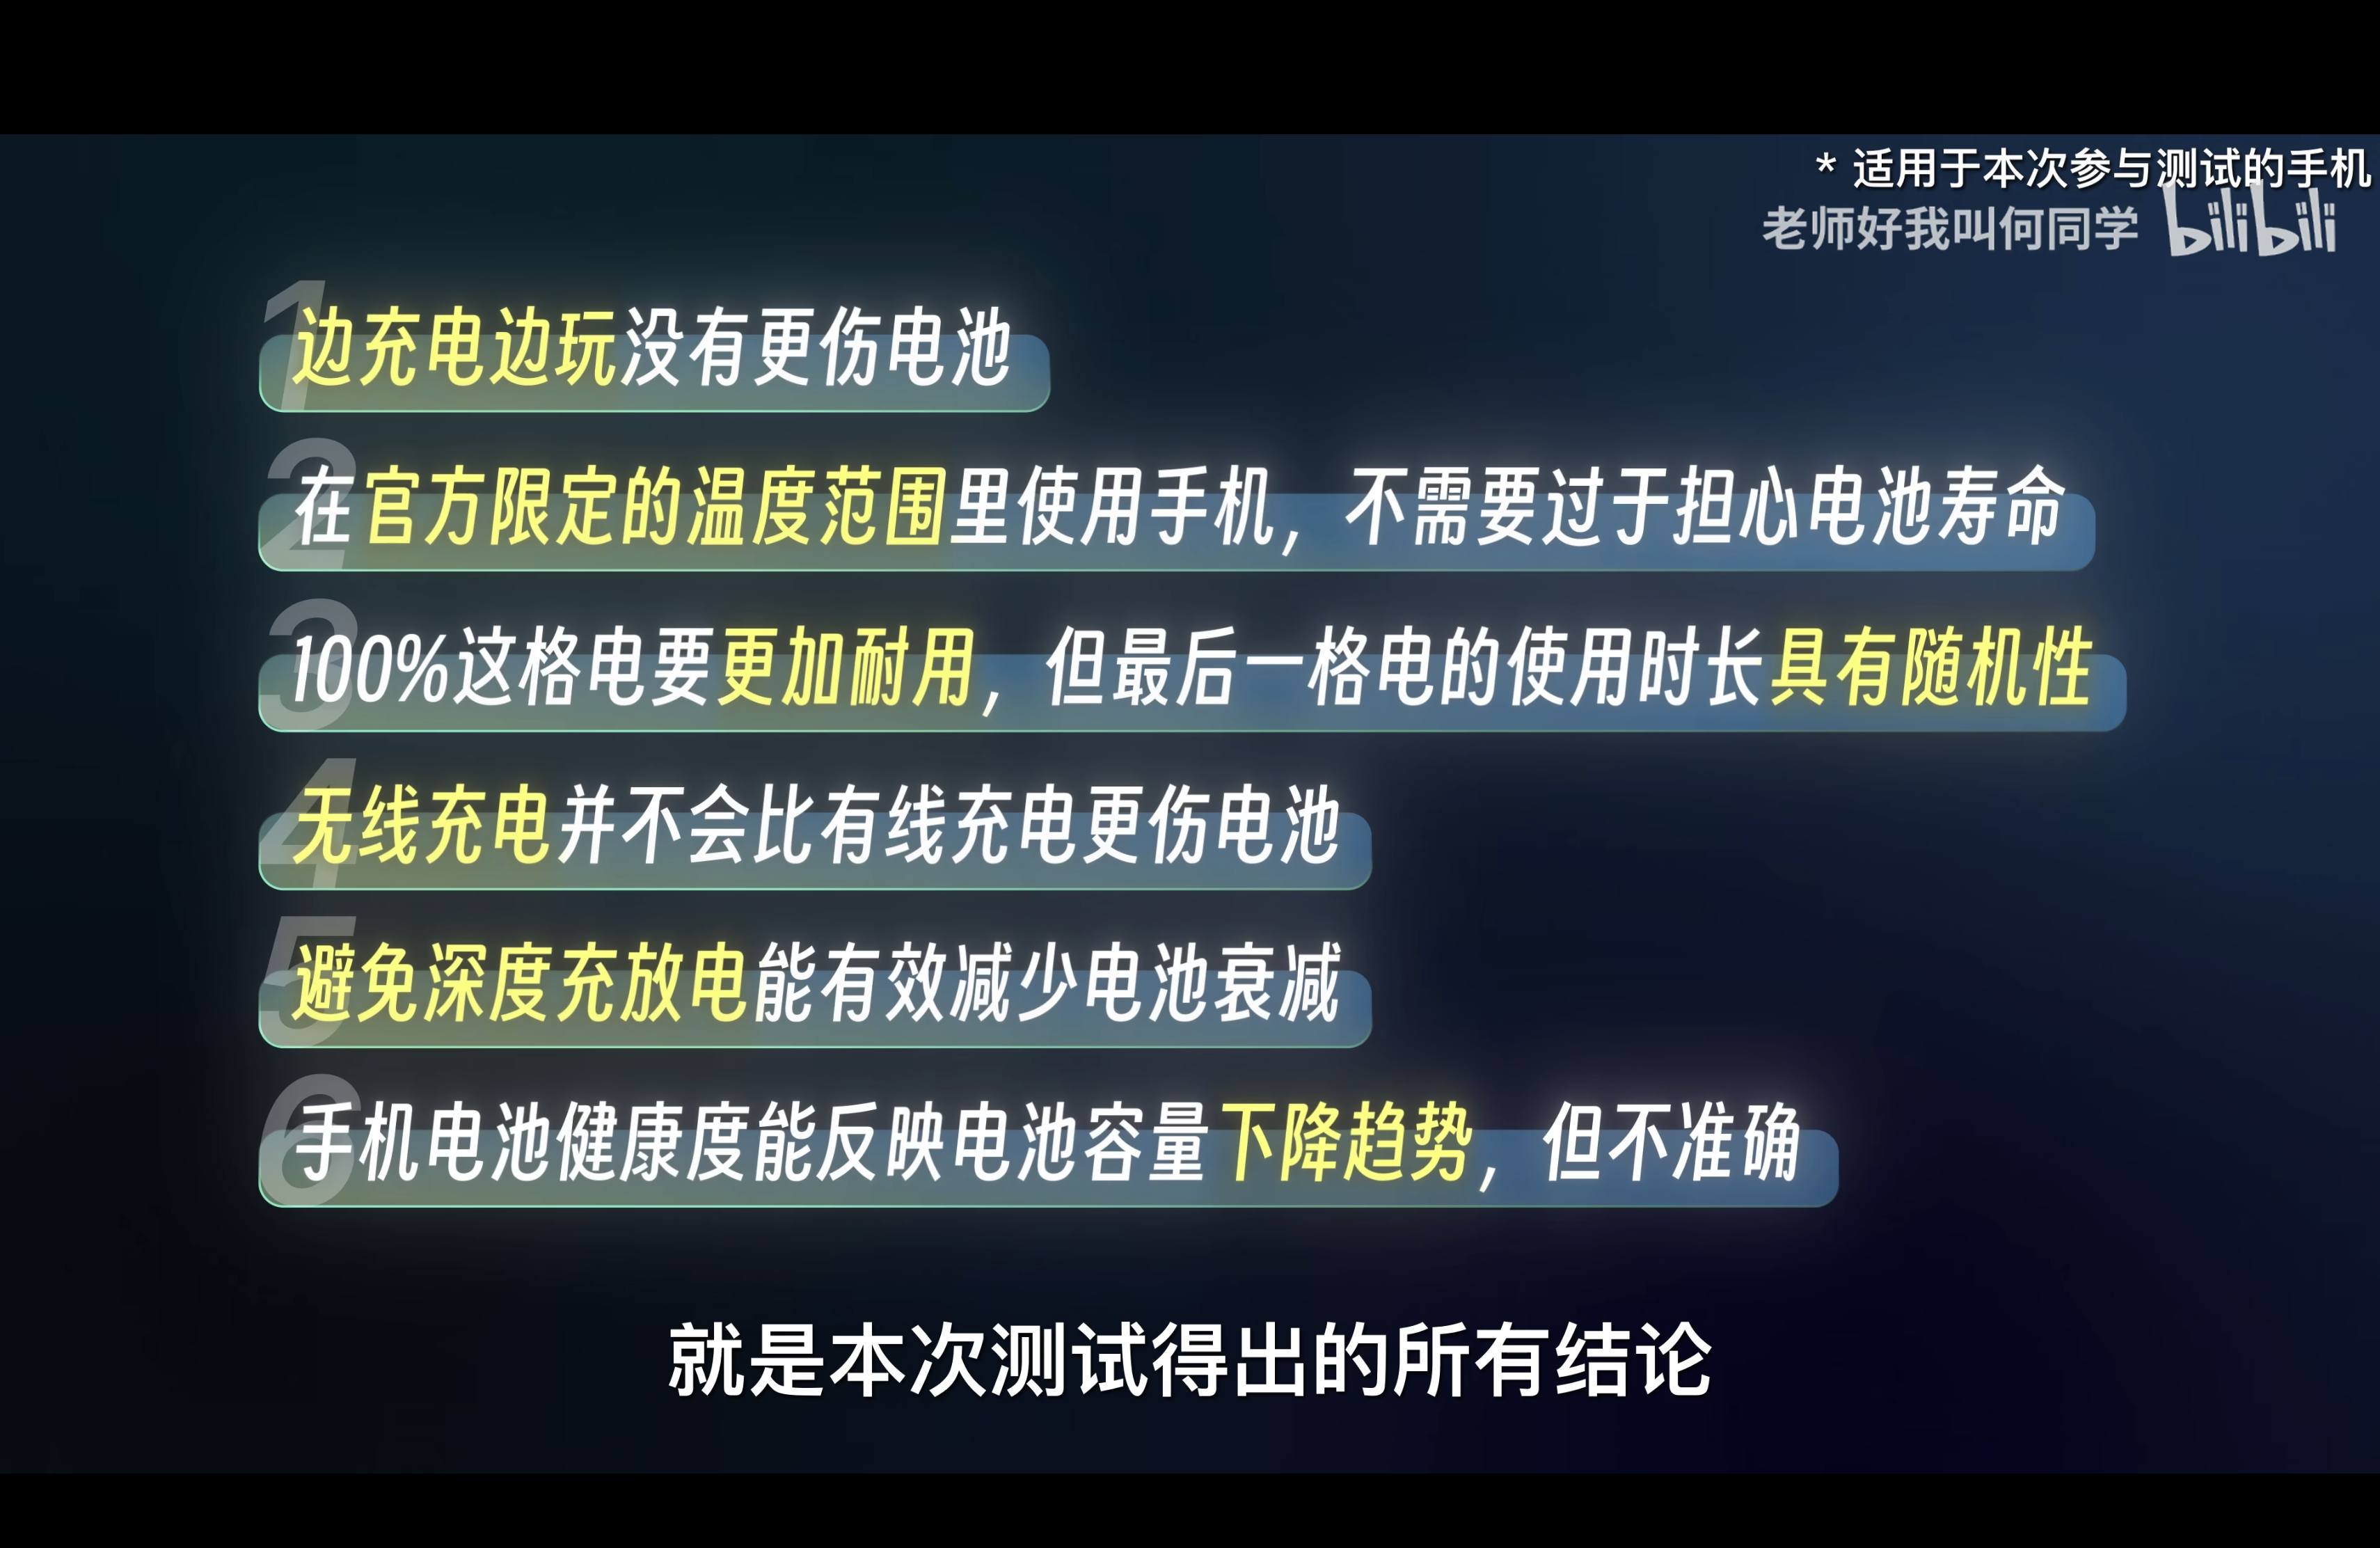 * 适用于本次参与测试的手机
老师好我叫何同学 bilibili
1 边充电边玩没有更伤电池
2 在官方限定的温度范围里使用手机，不需要过于担心电池寿命
3 100%这格电要更加耐用，但最后一格电的使用时长具有随机性
4 无线充电并不会比有线充电更伤电池
5 避免深度充放电能有效减少电池衰减
6 手机电池健康度能反映电池容量下降趋势，但不准确
就是本次测试得出的所有结论